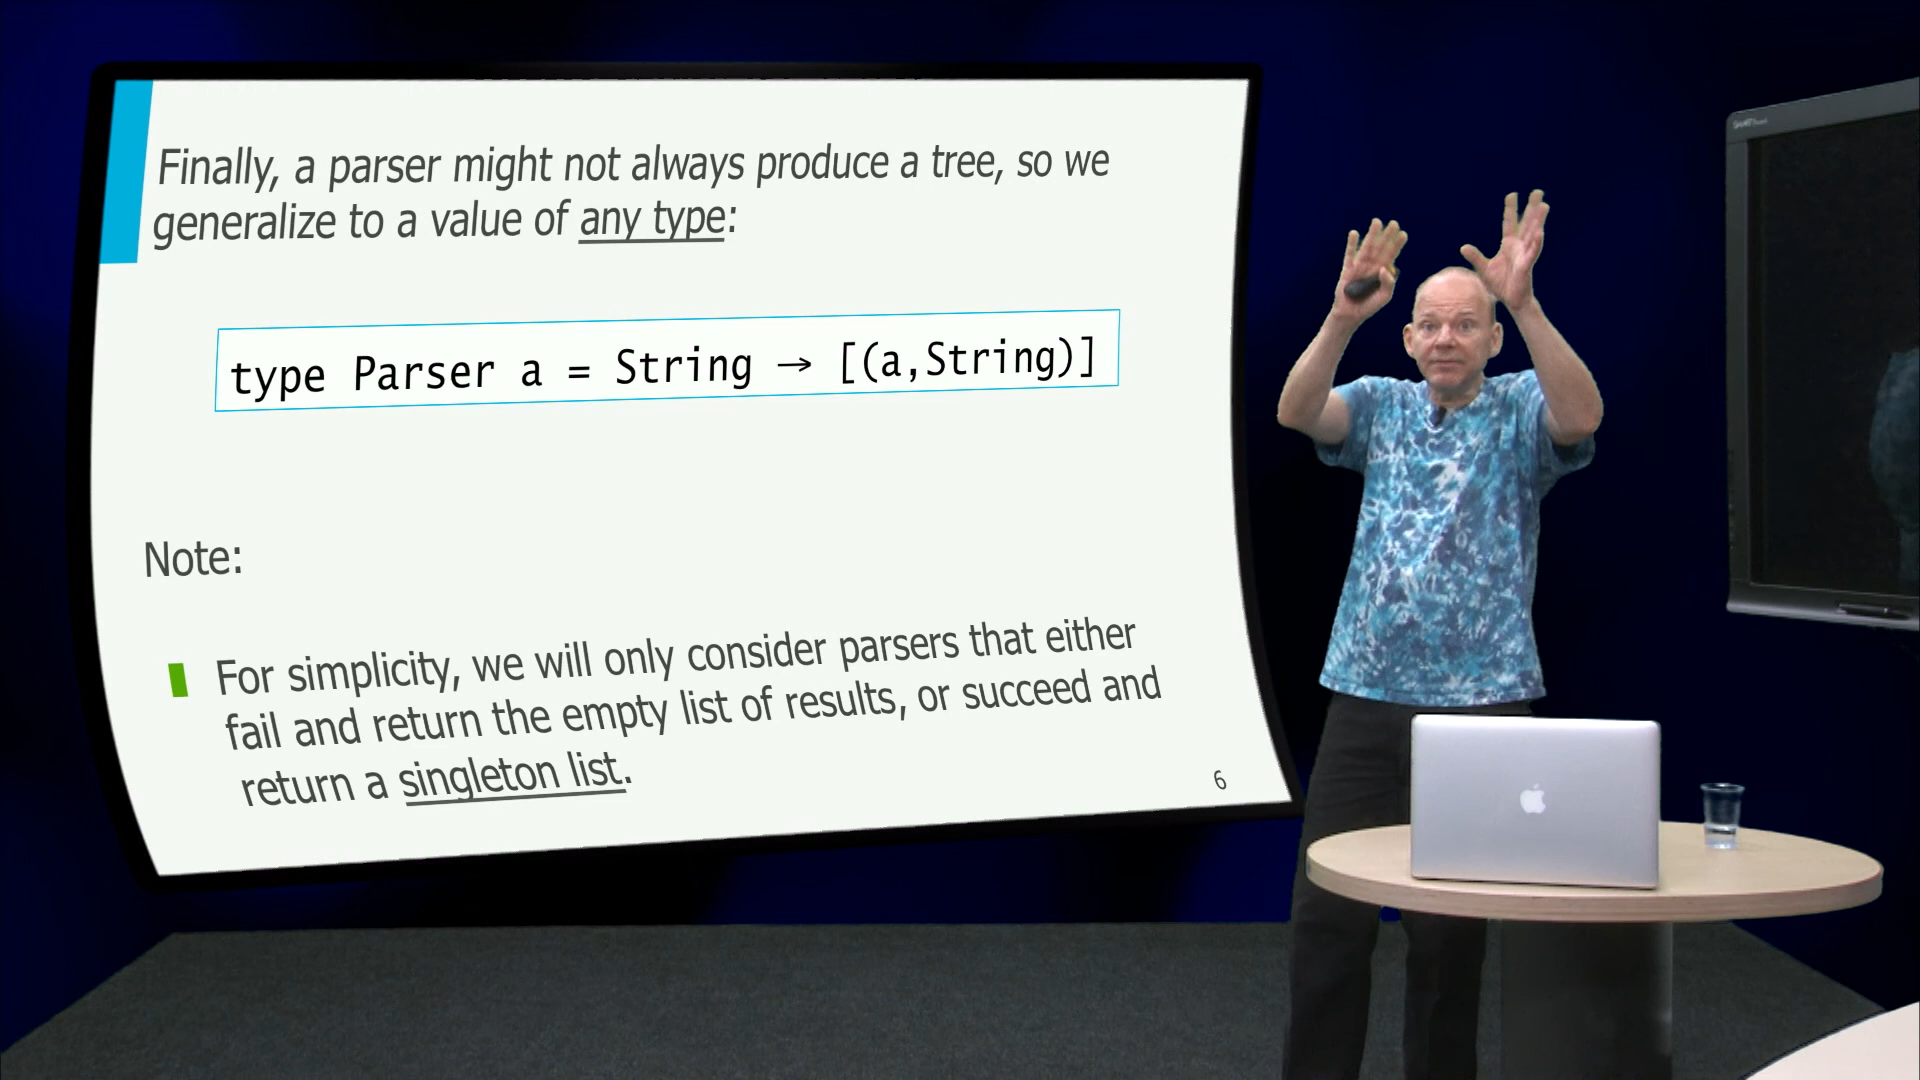 Finally, a parser might not always produce a tree, so we
generalize to a value of any type:
type Parser a = String → [(a,String)]
Note:
For simplicity, we will only consider parsers that either
fail and return the empty list of results, or succeed and
return a singleton list.
6